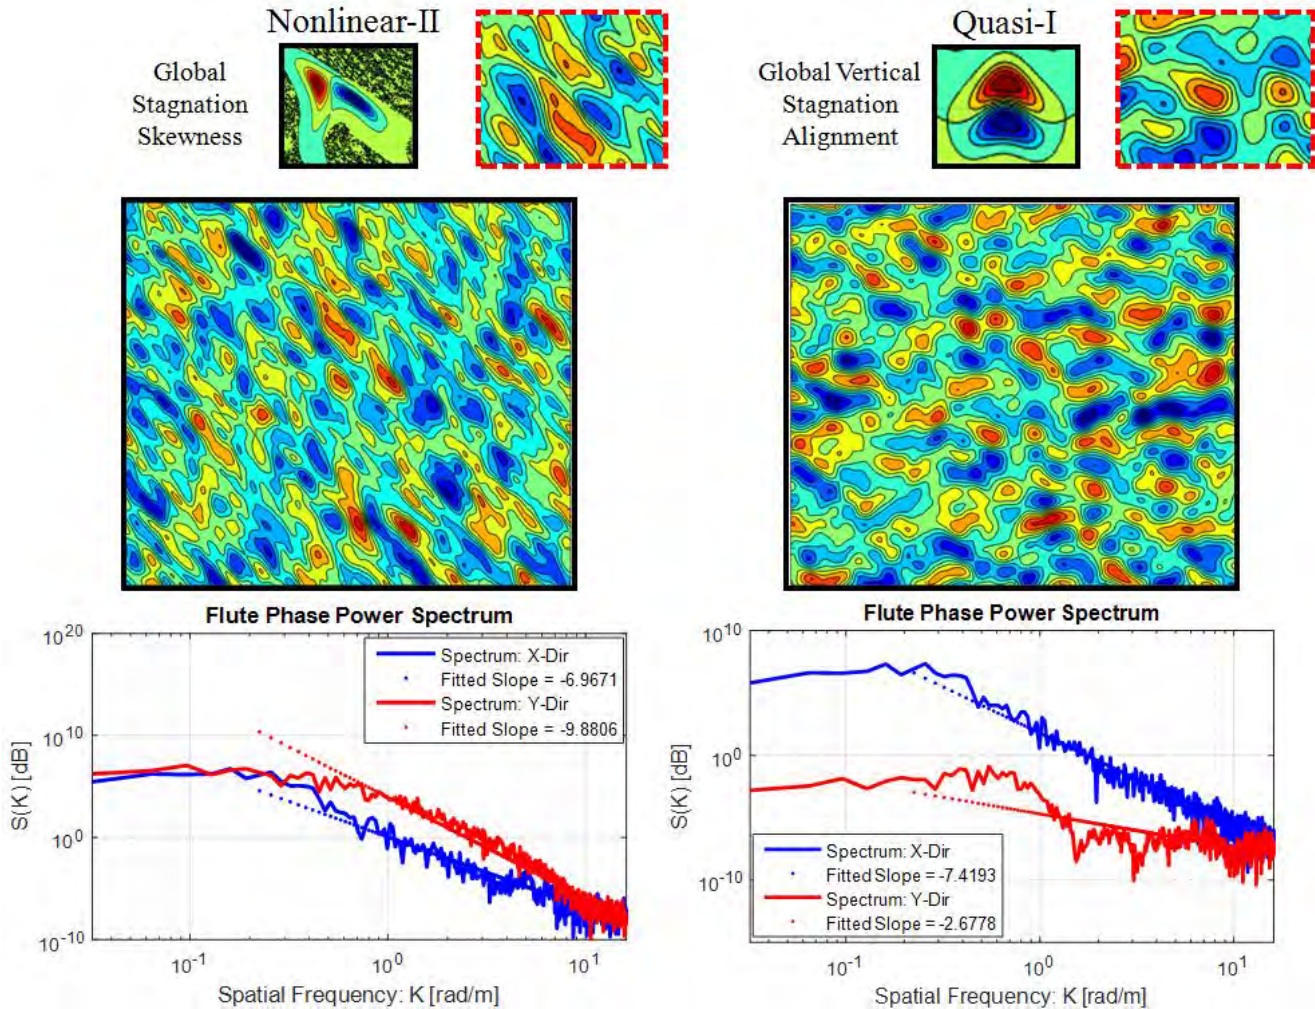 Nonlinear-II
Global
Stagnation
Skewness
Quasi-I
Global Vertical
Stagnation
Alignment
Flute Phase Power Spectrum
10^20
10^10
10^0
10^-10
S(K) [dB]
Spectrum: X-Dir
Fitted Slope = -6.9671
Spectrum: Y-Dir
Fitted Slope = -9.8806
10^-1
10^0
10^1
Spatial Frequency: K [rad/m]
Flute Phase Power Spectrum
10^10
10^0
10^-10
S(K) [dB]
Spectrum: X-Dir
Fitted Slope = -7.4193
Spectrum: Y-Dir
Fitted Slope = -2.6778
10^-1
10^0
10^1
Spatial Frequency: K [rad/m]